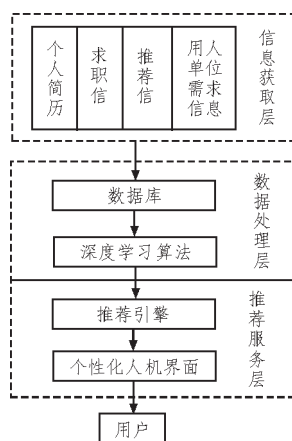 个人简历
求职信
推荐信
用人单位需求信息
信息获取层
数据库
深度学习算法
数据处理层
推荐引擎
个性化人机界面
推荐服务层
用户